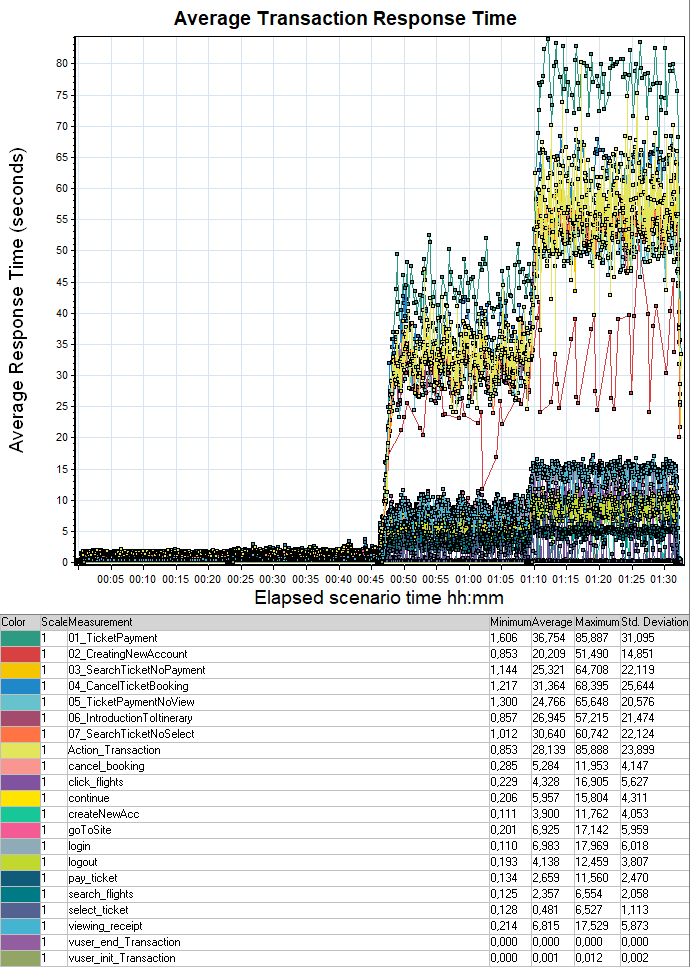 Average Transaction Response Time
Average Response Time (seconds)
80
75
70
65
60
55
50
45
40
35
30
25
20
15
10
5
0
00:05 00:10 00:15 00:20 00:25 00:30 00:35 00:40 00:45 00:50 00:55 01:00 01:05 01:10 01:15 01:20 01:25 01:30
Elapsed scenario time hh:mm
Color Scale Measurement Minimum Average Maximum Std. Deviation
1 01_TicketPayment 1,606 36,754 85,887 31,095
1 02_CreatingNewAccount 0,853 20,209 51,490 14,851
1 03_SearchTicketNoPayment 1,144 25,321 64,708 22,119
1 04_CancelTicketBooking 1,217 31,364 68,395 25,644
1 05_TicketPaymentNoView 1,300 24,766 65,648 20,576
1 06_IntroductionToItinerary 0,857 26,945 57,215 21,474
1 07_SearchTicketNoSelect 1,012 30,640 60,742 22,124
1 Action_Transaction 0,853 28,139 85,888 23,899
1 cancel_booking 0,285 5,284 11,953 4,147
1 click_flights 0,229 4,328 16,905 5,627
1 continue 0,206 5,957 15,804 4,311
1 createNewAcc 0,111 3,900 11,762 4,053
1 goToSite 0,201 6,925 17,142 5,959
1 login 0,110 6,983 17,969 6,018
1 logout 0,193 4,138 12,459 3,807
1 pay_ticket 0,134 2,659 11,560 2,470
1 search_flights 0,125 2,357 6,554 2,058
1 select_ticket 0,128 0,481 6,527 1,113
1 viewing_receipt 0,214 6,815 17,529 5,873
1 vuser_end_Transaction 0,000 0,000 0,000 0,000
1 vuser_init_Transaction 0,000 0,001 0,012 0,002